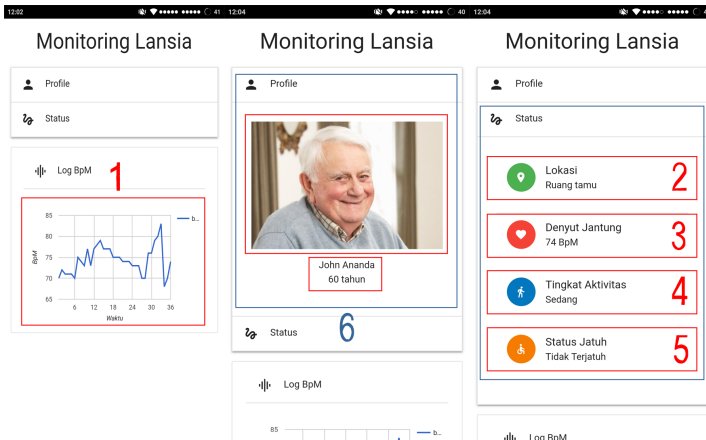 12:02
41
Monitoring Lansia
Profile
Status
Log BpM
1
85
80
75
70
65
BpM
6 12 18 24 30 36
Waktu
b...
12:04
40
Monitoring Lansia
Profile
John Ananda
60 tahun
Status
6
Log BpM
85
b...
12:04
Monitoring Lansia
Profile
Status
Lokasi
Ruang tamu
2
Denyut Jantung
74 BpM
3
Tingkat Aktivitas
Sedang
4
Status Jatuh
Tidak Terjatuh
5
Log BpM